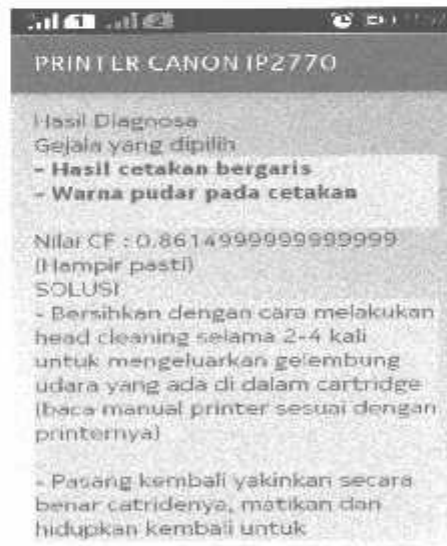 PRINTER CANON IP2770
Hasil Diagnosa
Gejala yang dipilih
- Hasil cetakan bergaris
- Warna pudar pada cetakan
Nilai CF : 0.8614999999999999
(Hampir pasti)
SOLUSI
- Bersihkan dengan cara melakukan
head cleaning selama 2-4 kali
untuk mengeluarkan gelembung
udara yang ada di dalam cartridge
(baca manual printer sesuai dengan
printernya)
- Pasang kembali yakinkan secara
benar catridenya, matikan dan
hidupkan kembali untuk